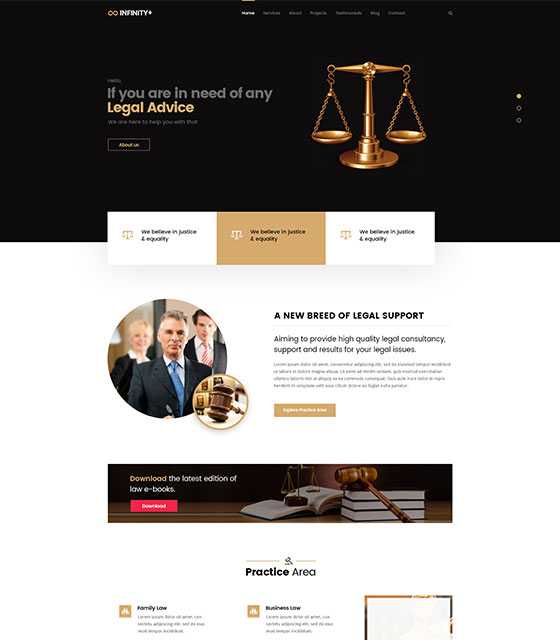 INFINITY+
Home Services About Projects Testimonials Blog Contact
Hello,
If you are in need of any
Legal Advice
We are here to help you with that
About us
We believe in justice
& equality
We believe in justice
& equality
We believe in justice
& equality
A NEW BREED OF LEGAL SUPPORT
Aiming to provide high quality legal consultancy,
support and results for your legal issues.
Lorem ipsum dolor sit amet, consectetur adipiscing elit, sed do eiusmod tempor incididunt ut
labore et dolore magna aliqua. Ut enim ad minim veniam, quis nostrud exercitation
ullamco laboris nisi ut aliquip ex ea commodo consequat. Duis aute irure dolor in
reprehenderit in voluptate velit esse cillum dolore eu fugiat nulla pariatur.
Explore Practice Area
Download the latest edition of
law e-books.
Download
Practice Area
Family Law
Lorem ipsum dolor sit amet, con
sectetu adipiscing elit, sed do
eiusmod tempor incididunt ut
Business Law
Lorem ipsum dolor sit amet, con
sectetu adipiscing elit, sed do
eiusmod tempor incididunt ut